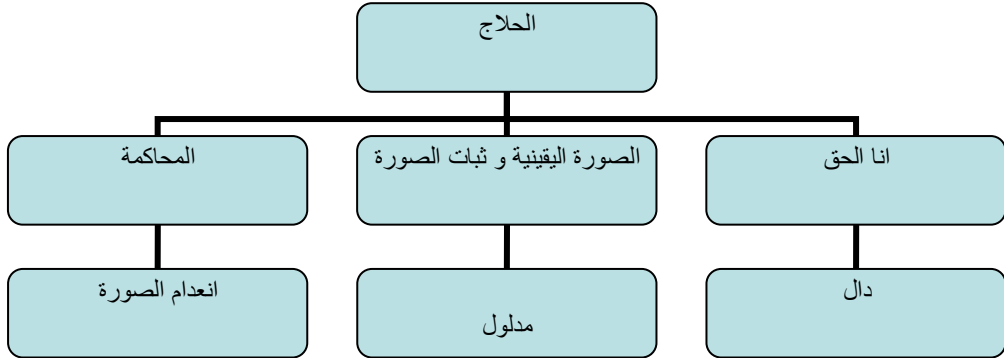 الحلاج
انا الحق
الصورة اليقينية و ثبات الصورة
المحاكمة
دال
مدلول
انعدام الصورة